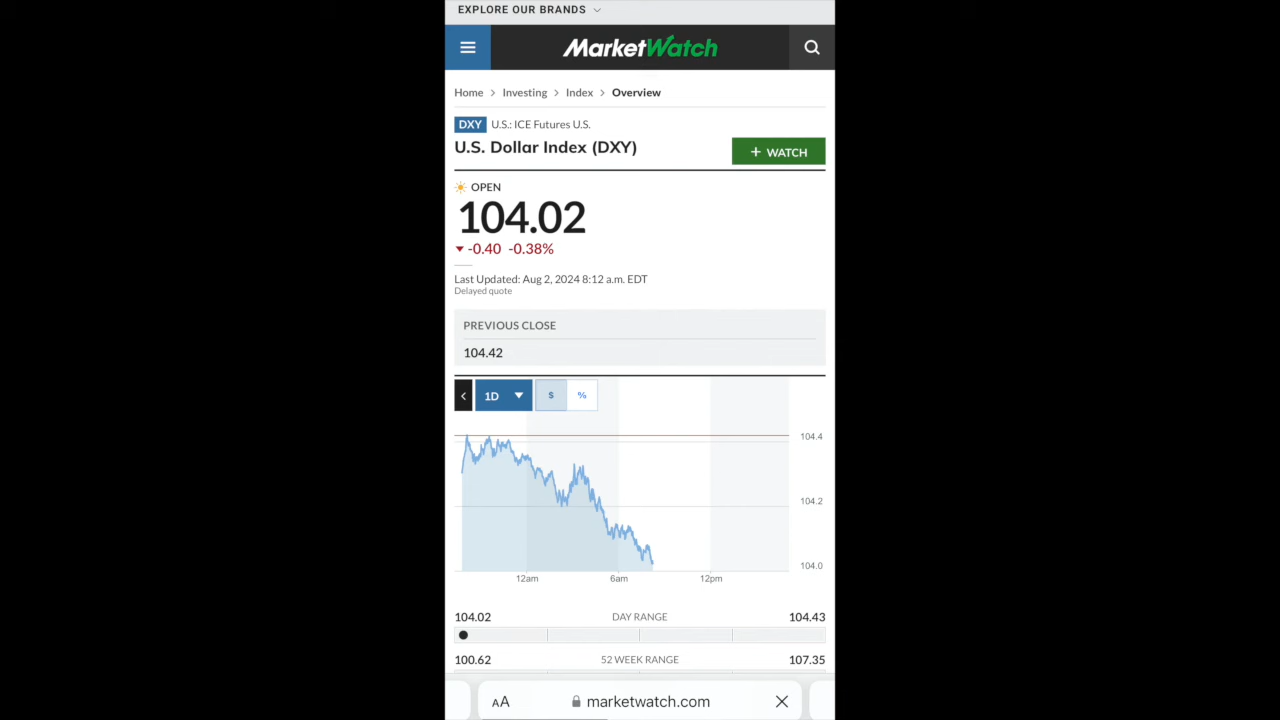 EXPLORE OUR BRANDS
MarketWatch
Home > Investing > Index > Overview
DXY U.S.: ICE Futures U.S.
U.S. Dollar Index (DXY)
+ WATCH
OPEN
104.02
-0.40 -0.38%
Last Updated: Aug 2, 2024 8:12 a.m. EDT
Delayed quote
PREVIOUS CLOSE
104.42
1D $ %
104.4
104.2
104.0
12am 6am 12pm
104.02 DAY RANGE 104.43
100.62 52 WEEK RANGE 107.35
AA marketwatch.com